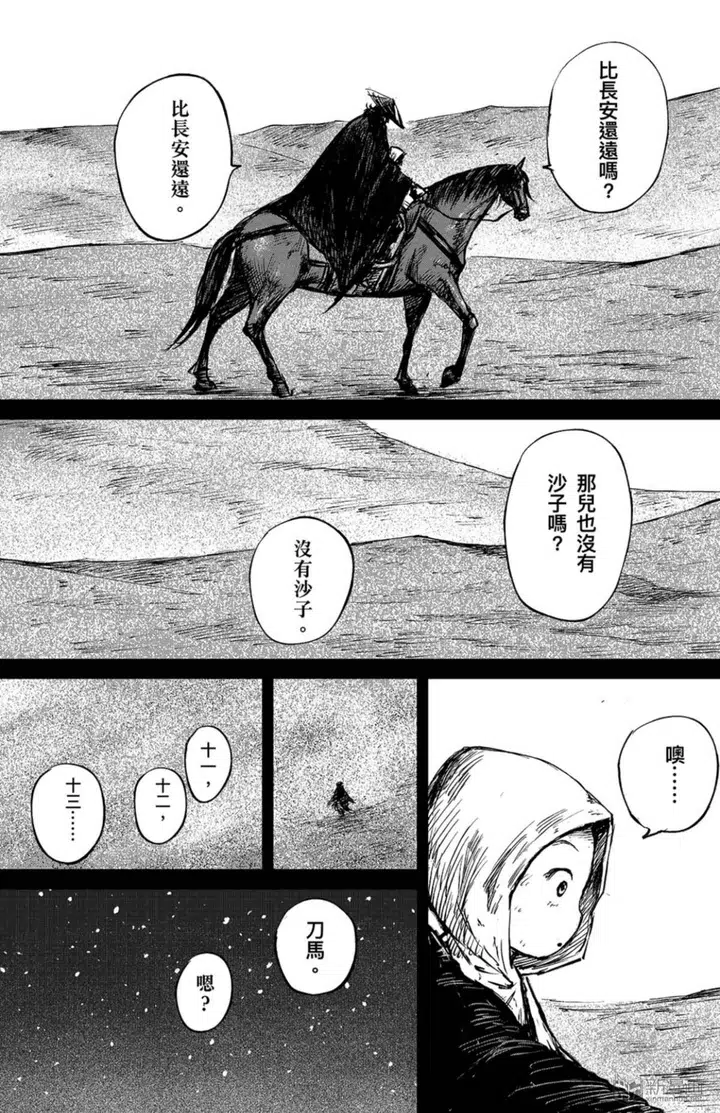 比長安還遠嗎？
比長安還遠。
那兒也沒有
沙子嗎？
沒有沙子。
噢……
十一，
十二，
十三……
刀馬。
嗯？